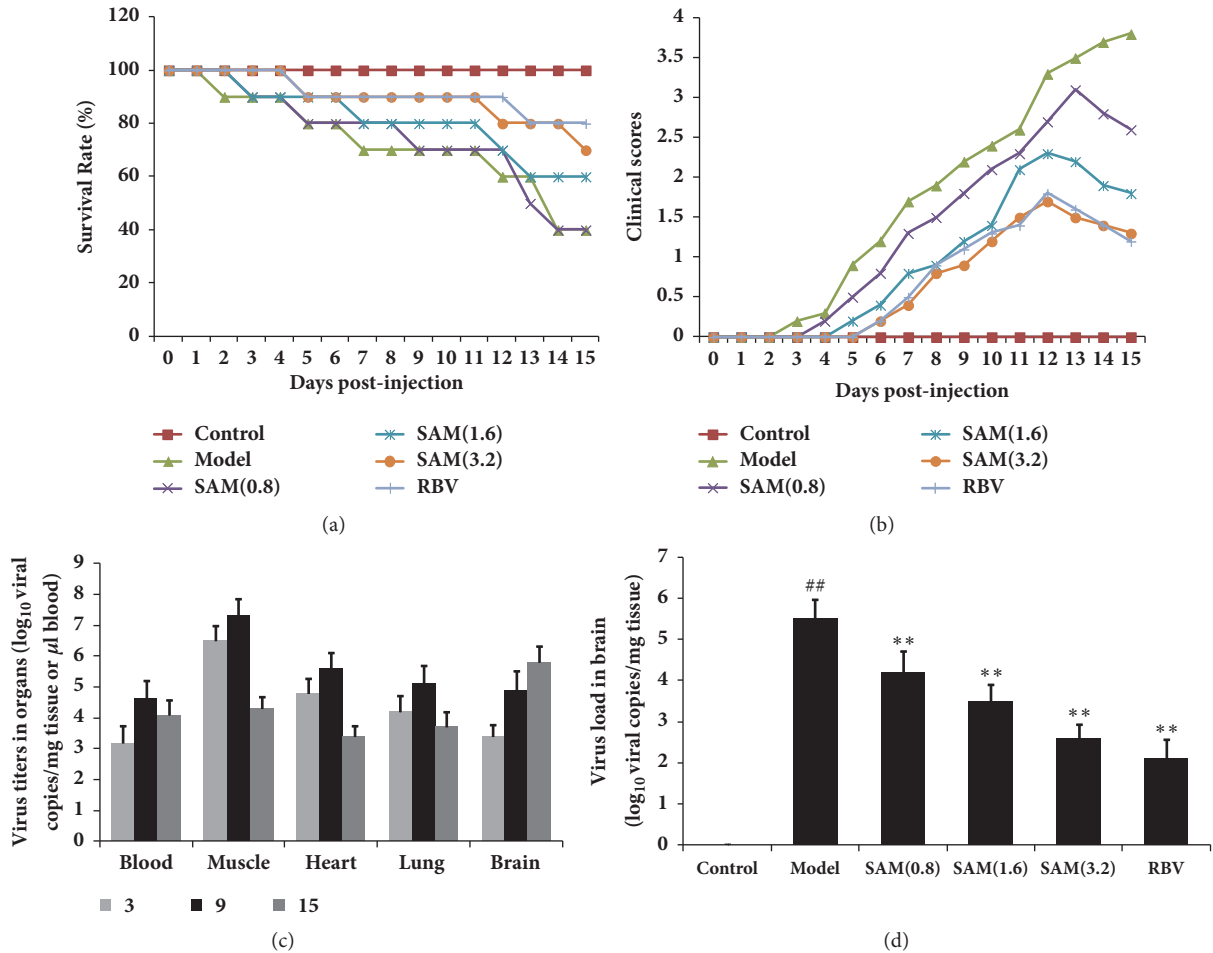 120
100
80
60
40
20
0
Survival Rate (%)
0 1 2 3 4 5 6 7 8 9 10 11 12 13 14 15
Days post-injection
Control
Model
SAM(0.8)
SAM(1.6)
SAM(3.2)
RBV
(a)
4
3.5
3
2.5
2
1.5
1
0.5
0
Clinical scores
0 1 2 3 4 5 6 7 8 9 10 11 12 13 14 15
Days post-injection
Control
Model
SAM(0.8)
SAM(1.6)
SAM(3.2)
RBV
(b)
9
8
7
6
5
4
3
2
1
0
Virus titers in organs (log₁₀ viral
copies/mg tissue or µl blood)
Blood Muscle Heart Lung Brain
3 9 15
(c)
7
6
5
4
3
2
1
0
Virus load in brain
(log₁₀ viral copies/mg tissue)
##
**
**
**
**
Control Model SAM(0.8) SAM(1.6) SAM(3.2) RBV
(d)